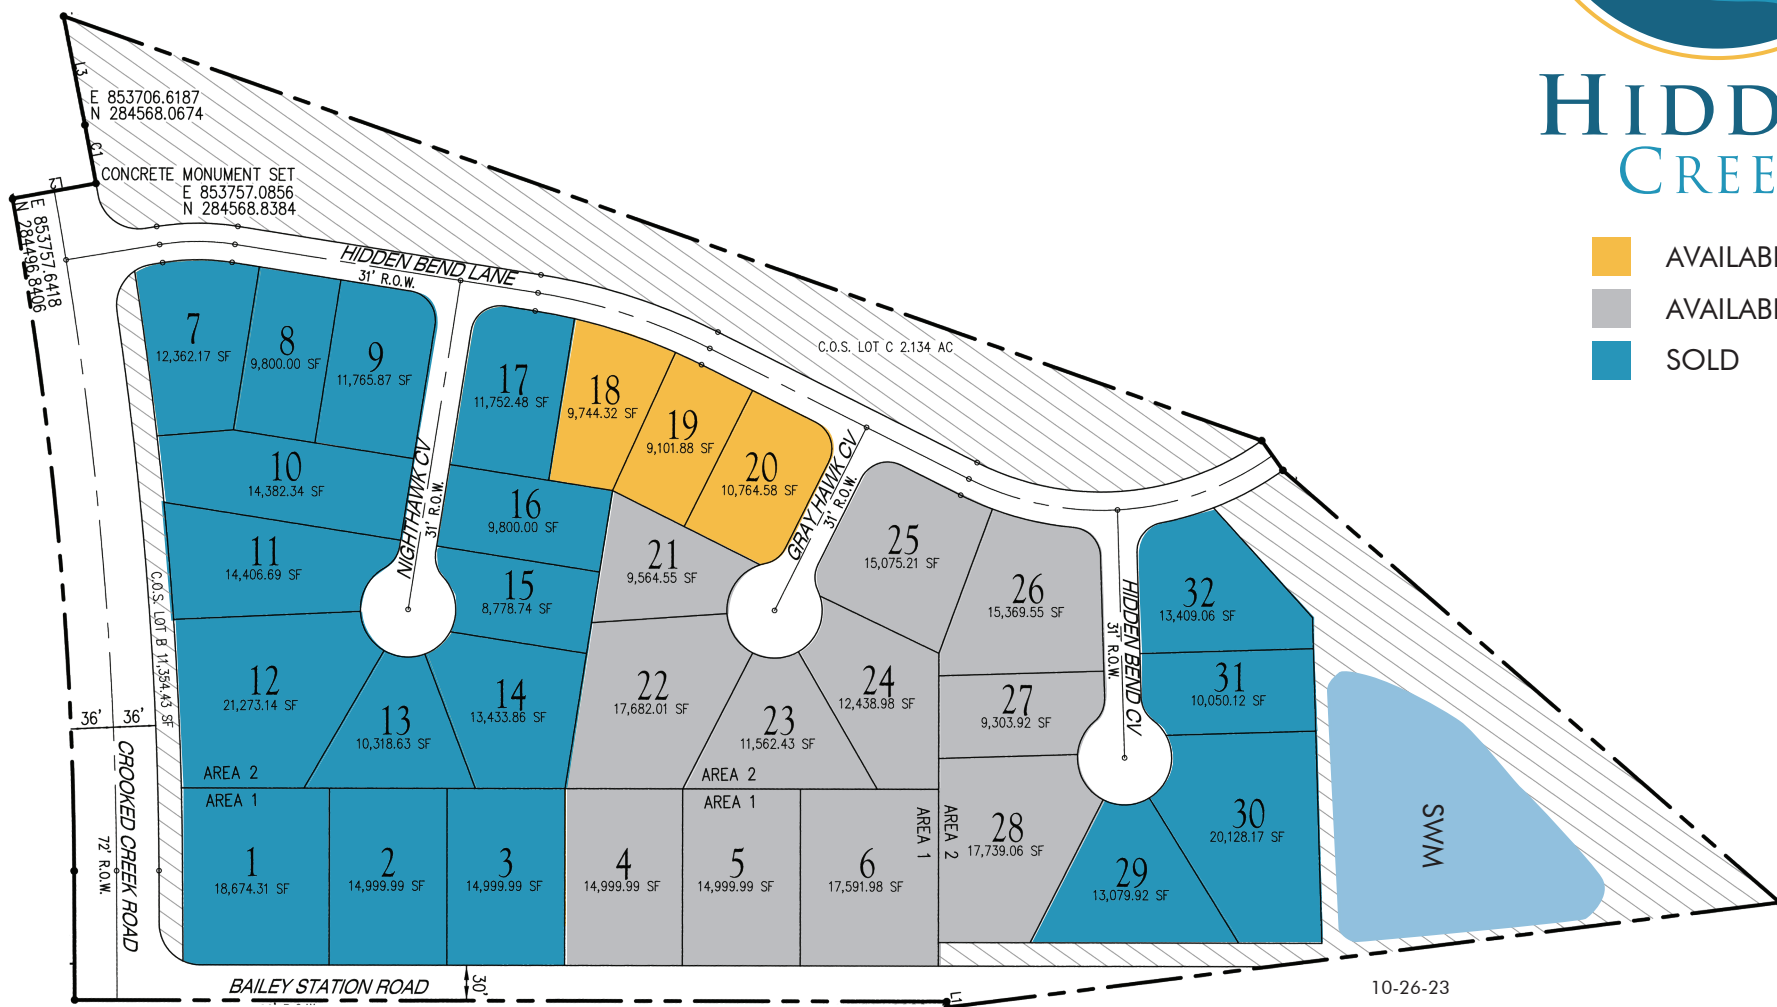 HIDD
CREE
AVAILAB
AVAILAB
SOLD
L3
E 853706.6187
N 284568.0674
C1
CONCRETE MONUMENT SET
E 853757.0856
N 284568.8384
L2
E 853757.6418
N 284496.8406
HIDDEN BEND LANE
31' R.O.W.
C.O.S. LOT C 2.134 AC
7
12,362.17 SF
8
9,800.00 SF
9
11,765.87 SF
17
11,752.48 SF
18
9,744.32 SF
19
9,101.88 SF
20
10,764.58 SF
10
14,382.34 SF
NIGHTHAWK CV
31' R.O.W.
16
9,800.00 SF
GRAY HAWK CV
31' R.O.W.
11
14,406.69 SF
15
8,778.74 SF
21
9,564.55 SF
25
15,075.21 SF
26
15,369.55 SF
HIDDEN BEND CV
31' R.O.W.
32
13,409.06 SF
C.O.S. LOT B 11,354.43 SF
12
21,273.14 SF
13
10,318.63 SF
14
13,433.86 SF
22
17,682.01 SF
23
11,562.43 SF
24
12,438.98 SF
27
9,303.92 SF
31
10,050.12 SF
36' 36'
AREA 2
AREA 1
AREA 2
AREA 1
AREA 1
AREA 2
CROOKED CREEK ROAD
72' R.O.W.
1
18,674.31 SF
2
14,999.99 SF
3
14,999.99 SF
4
14,999.99 SF
5
14,999.99 SF
6
17,591.98 SF
28
17,739.06 SF
29
13,079.92 SF
30
20,128.17 SF
SWM
BAILEY STATION ROAD
30'
L1
10-26-23